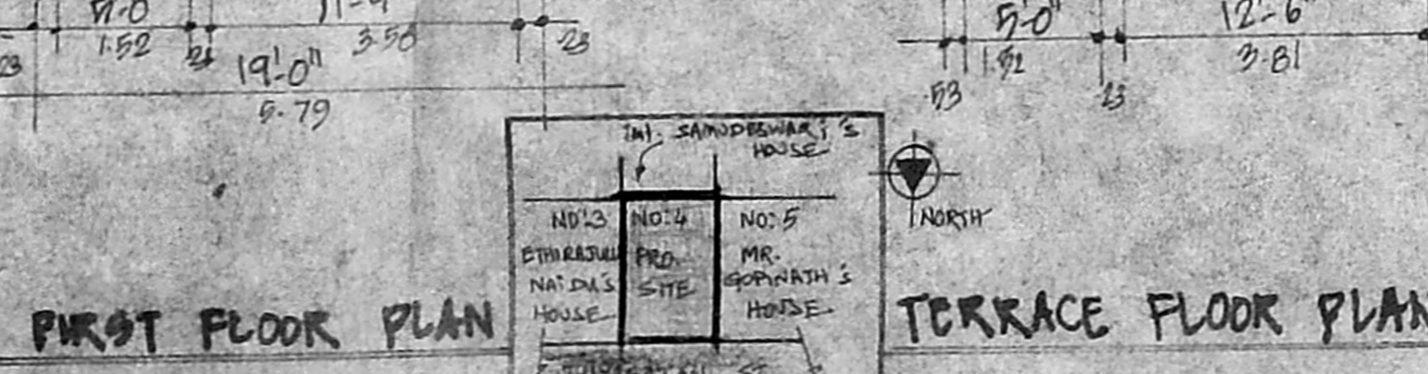 5'-0" 12'-6"
1.52 .21 3.50 .23
23
19'-0" 3.81
5.79
.53 .23
SAMUDESWARI'S
HOUSE
NORTH
NO:3 NO:4 NO:5
ETHIRAJULU PRO. MR.
NAIDU'S SITE GOPINATH'S
HOUSE HOUSE
FIRST FLOOR PLAN TERRACE FLOOR PLAN